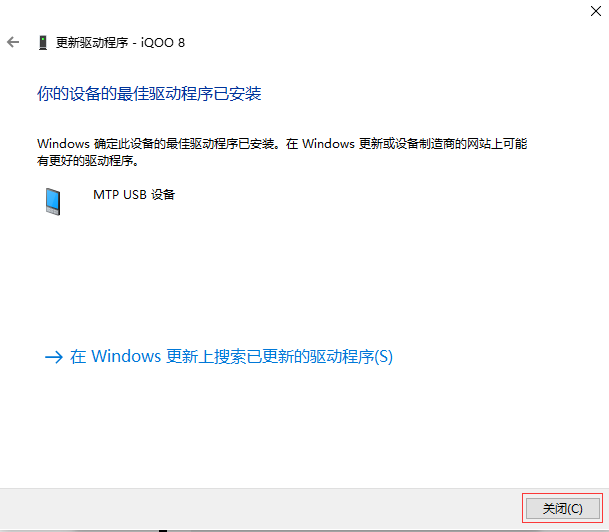 更新驱动程序 - iQOO 8
你的设备的最佳驱动程序已安装
Windows 确定此设备的最佳驱动程序已安装。在 Windows 更新或设备制造商的网站上可能
有更好的驱动程序。
MTP USB 设备
在 Windows 更新上搜索已更新的驱动程序(S)
关闭(C)